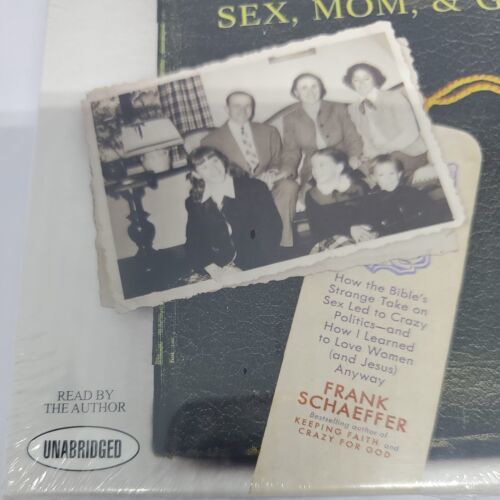 SEX, MOM, & G
How the Bible's
Strange Take on
Sex Led to Crazy
Politics—and
How I Learned
to Love Women
(and Jesus)
Anyway
FRANK
SCHAEFFER
Bestselling author of
KEEPING FAITH and
CRAZY FOR GOD
READ BY
THE AUTHOR
UNABRIDGED